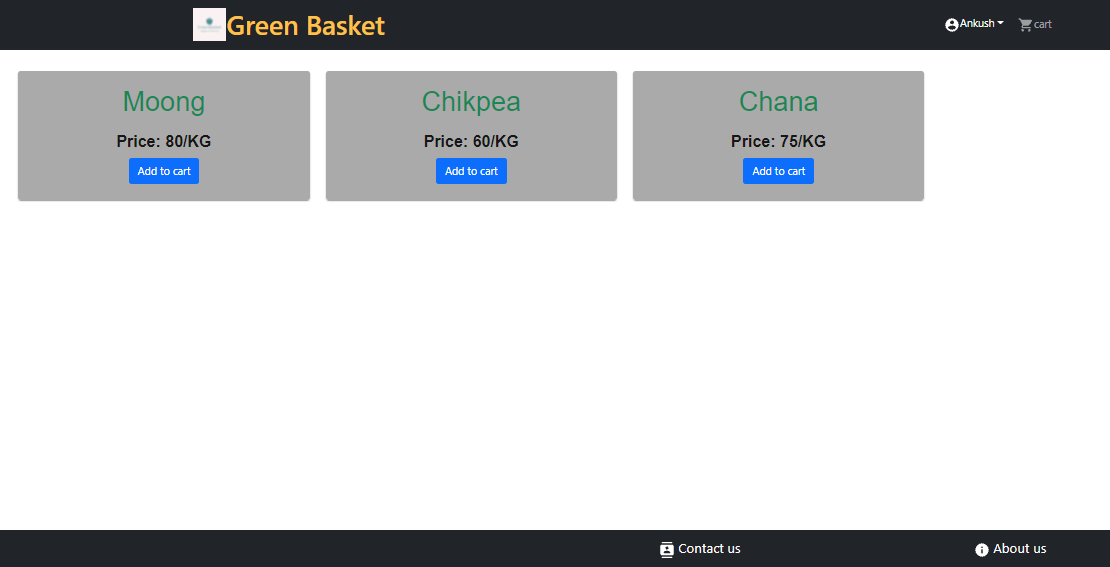 Green Basket
Ankush
cart
Moong
Price: 80/KG
Add to cart
Chikpea
Price: 60/KG
Add to cart
Chana
Price: 75/KG
Add to cart
Contact us
About us